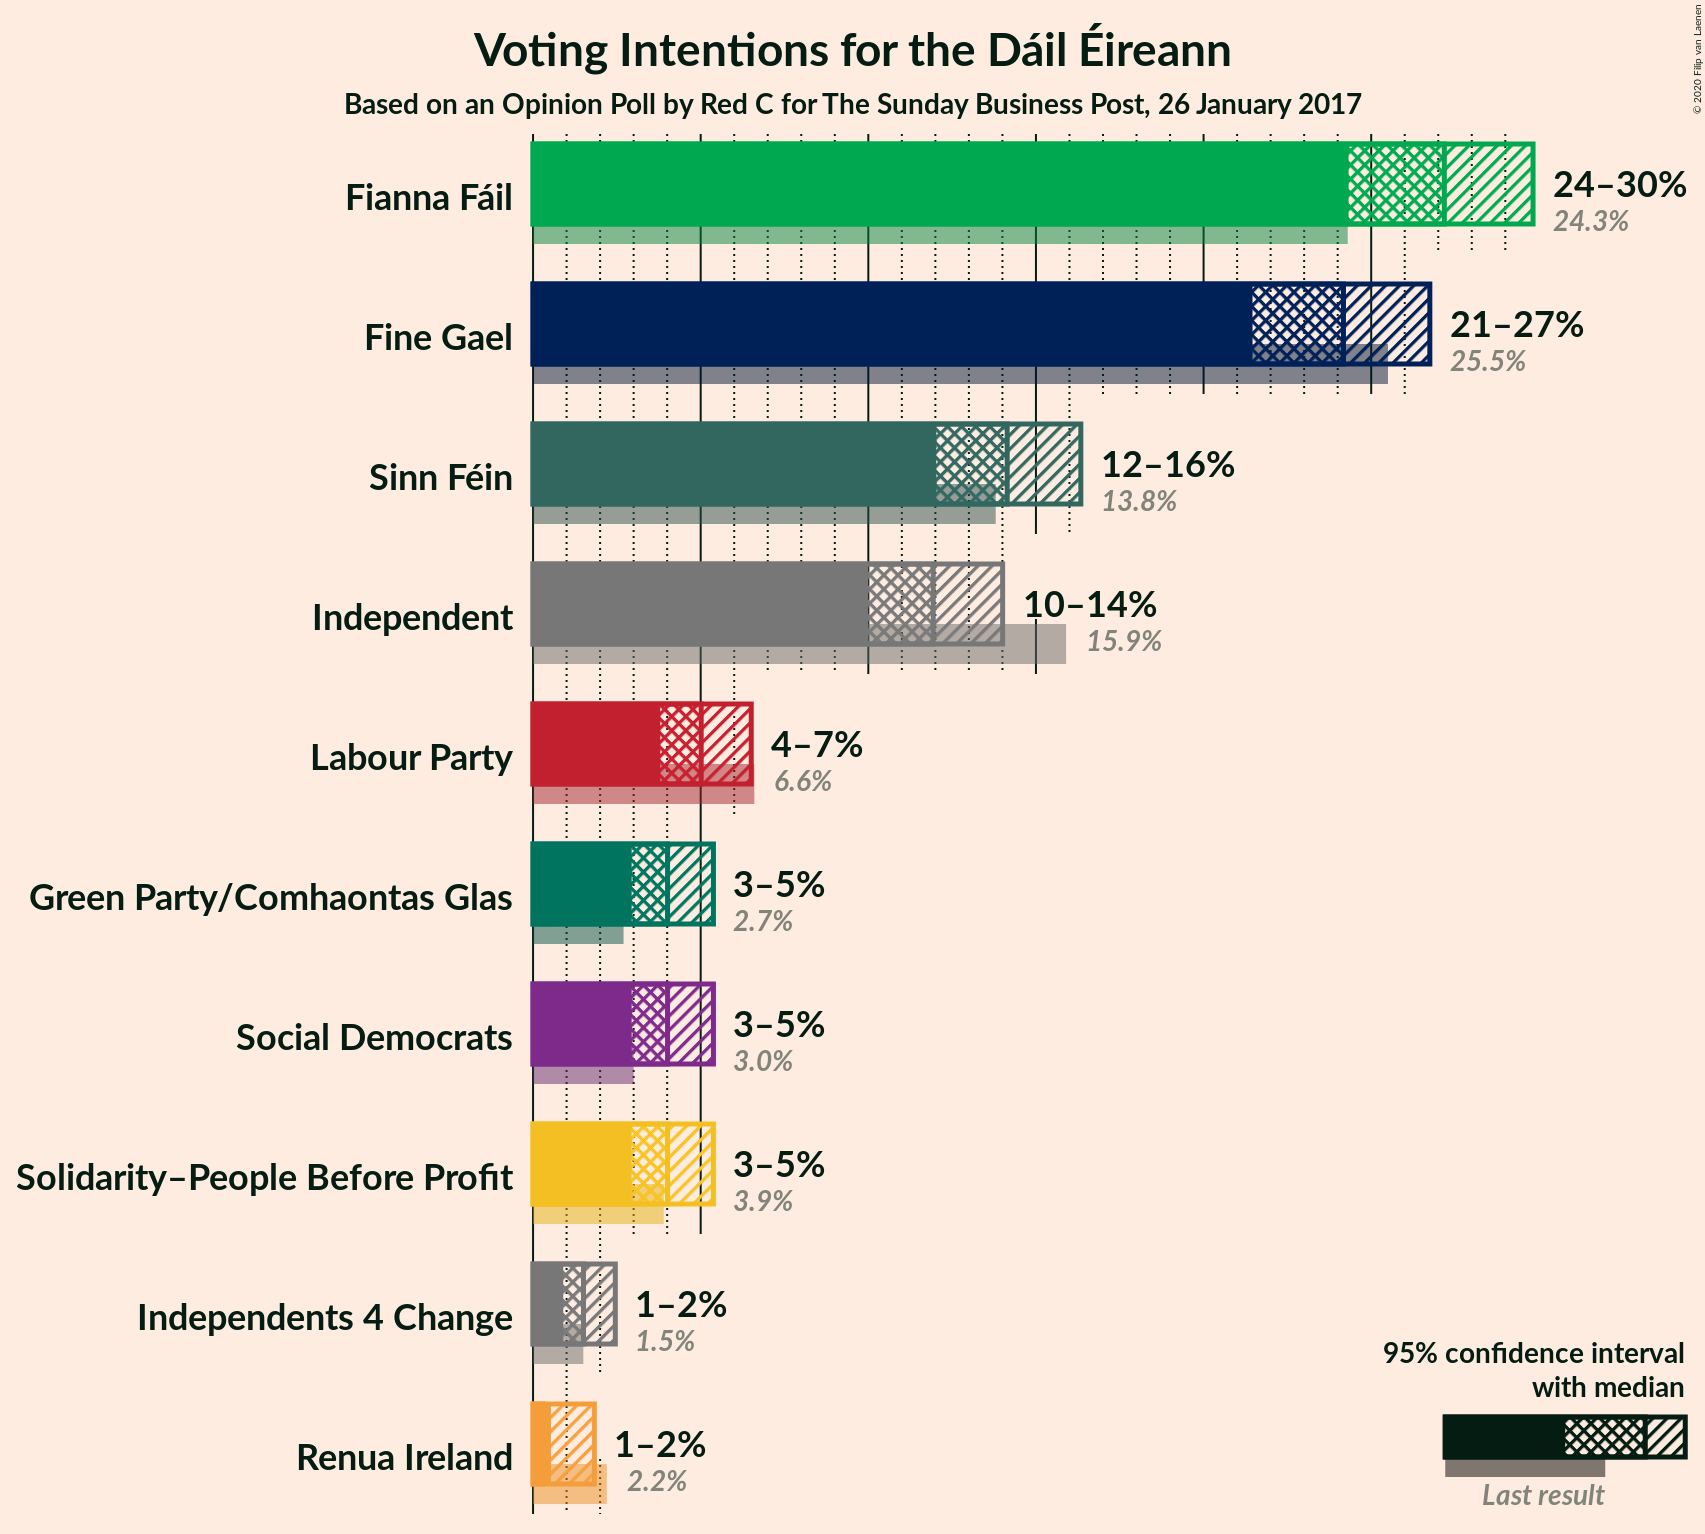 Voting Intentions for the Dáil Éireann
Based on an Opinion Poll by Red C for The Sunday Business Post, 26 January 2017
© 2020 Filip van Laenen
Fianna Fáil
24–30%
24.3%
Fine Gael
21–27%
25.5%
Sinn Féin
12–16%
13.8%
Independent
10–14%
15.9%
Labour Party
4–7%
6.6%
Green Party/Comhaontas Glas
3–5%
2.7%
Social Democrats
3–5%
3.0%
Solidarity–People Before Profit
3–5%
3.9%
Independents 4 Change
1–2%
1.5%
Renua Ireland
1–2%
2.2%
95% confidence interval
with median
Last result